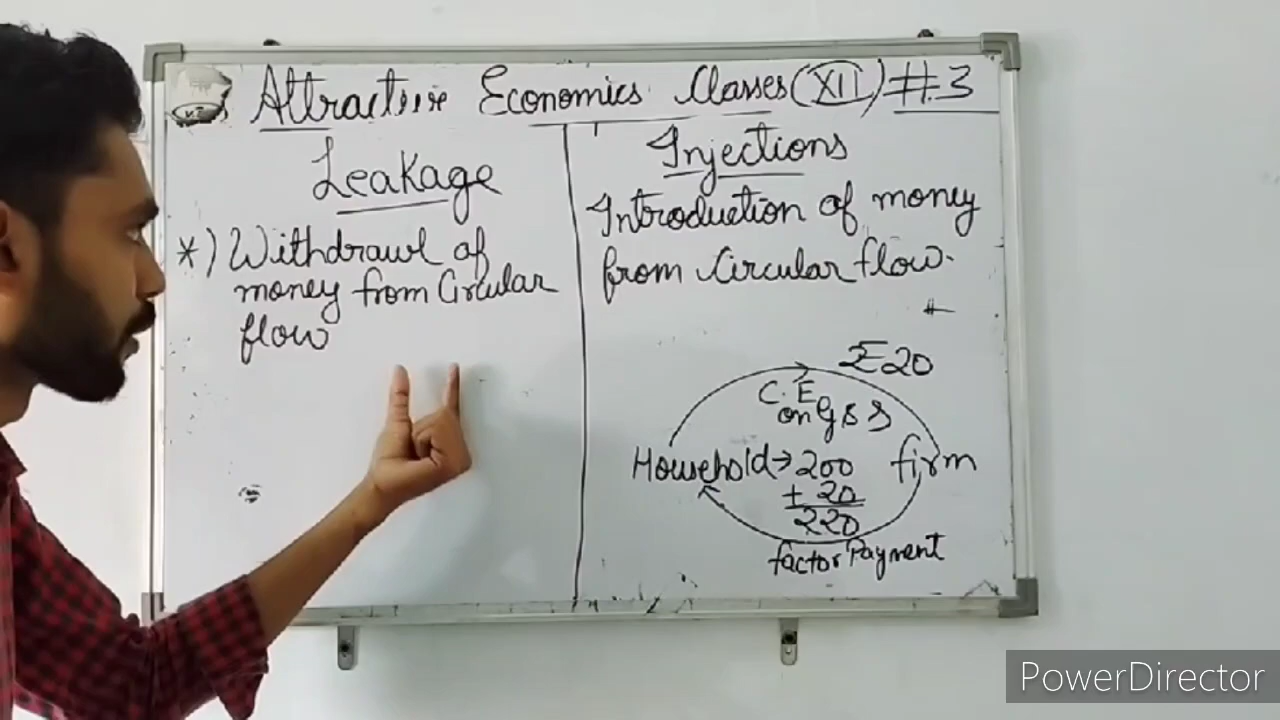 Attractive Economics Classes (XII) #3
Leakage
*) Withdrawl of
money from Circular
flow
Injections
Introduction of money
from Circular flow.
20
C.E
on G & S
Household → 200 firm
+ 20
220
factor Payment
PowerDirector